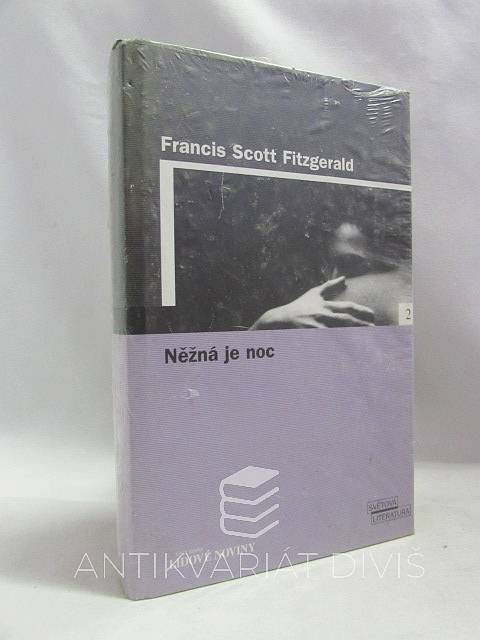 Francis Scott Fitzgerald
2
Něžná je noc
SVĚTOVÁ
LITERATURA
LIDOVÉ NOVINY
ANTIKVARIÁT DIVIŠ